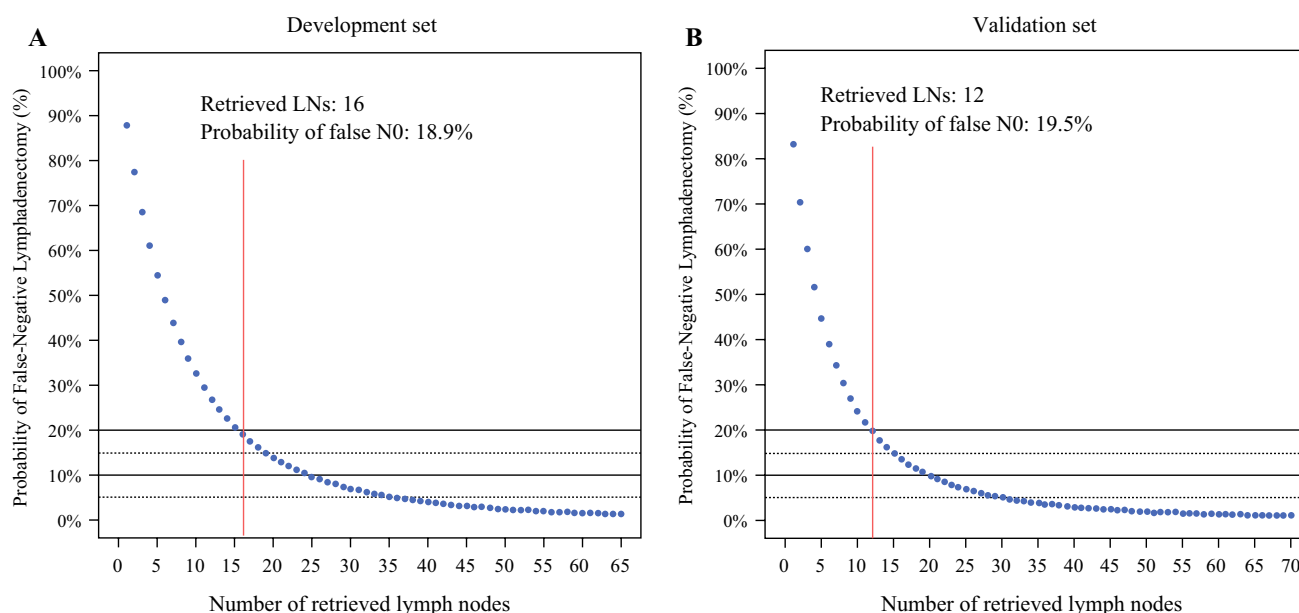 A
Development set
Probability of False-Negative Lymphadenectomy (%)
100%
90%
80%
70%
60%
50%
40%
30%
20%
10%
0%
Retrieved LNs: 16
Probability of false N0: 18.9%
0 5 10 15 20 25 30 35 40 45 50 55 60 65
Number of retrieved lymph nodes
B
Validation set
Probability of False-Negative Lymphadenectomy (%)
100%
90%
80%
70%
60%
50%
40%
30%
20%
10%
0%
Retrieved LNs: 12
Probability of false N0: 19.5%
0 5 10 15 20 25 30 35 40 45 50 55 60 65 70
Number of retrieved lymph nodes